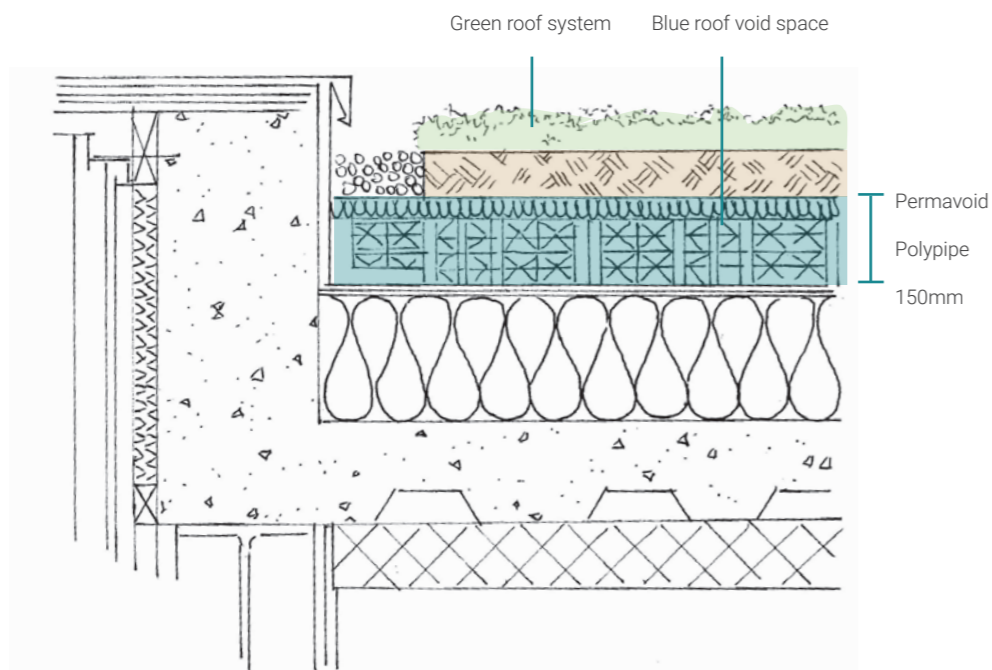 Green roof system
Blue roof void space
Permavoid
Polypipe
150mm